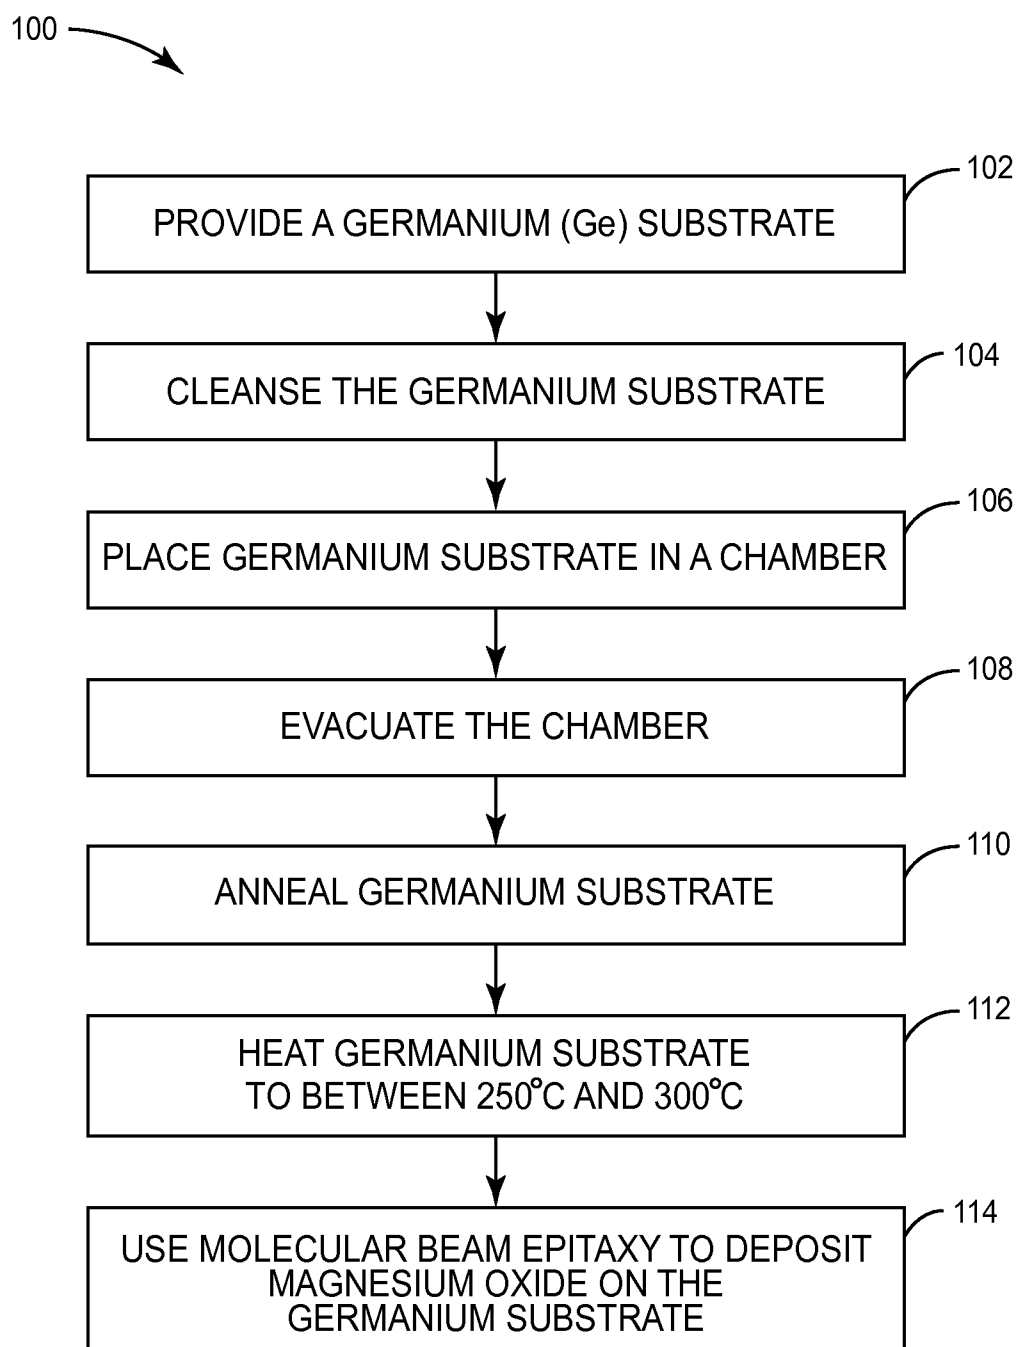 100
102
PROVIDE A GERMANIUM (Ge) SUBSTRATE
104
CLEANSE THE GERMANIUM SUBSTRATE
106
PLACE GERMANIUM SUBSTRATE IN A CHAMBER
108
EVACUATE THE CHAMBER
110
ANNEAL GERMANIUM SUBSTRATE
112
HEAT GERMANIUM SUBSTRATE
TO BETWEEN 250°C AND 300°C
114
USE MOLECULAR BEAM EPITAXY TO DEPOSIT
MAGNESIUM OXIDE ON THE
GERMANIUM SUBSTRATE